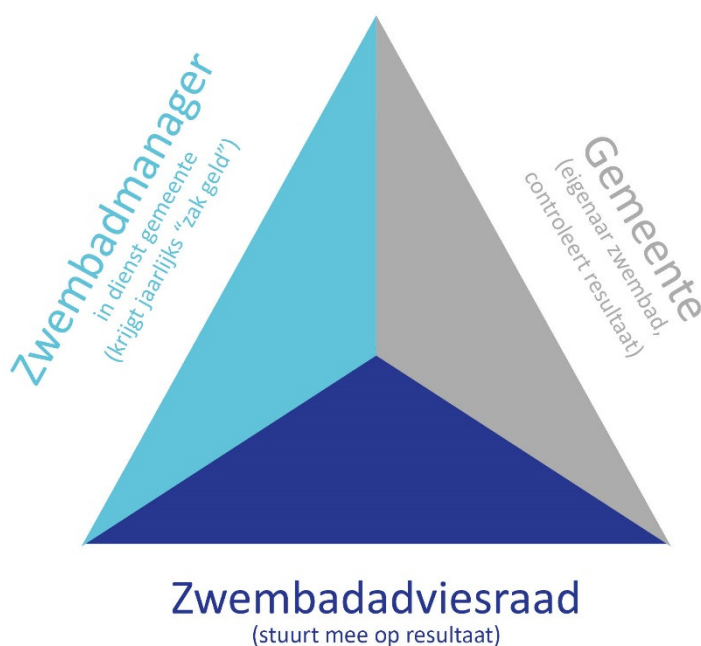 Zwembadmanager
in dienst gemeente
(krijgt jaarlijks “zak geld”)
Gemeente
(eigenaar zwembad,
controleert resultaat)
Zwembadadviesraad
(stuurt mee op resultaat)